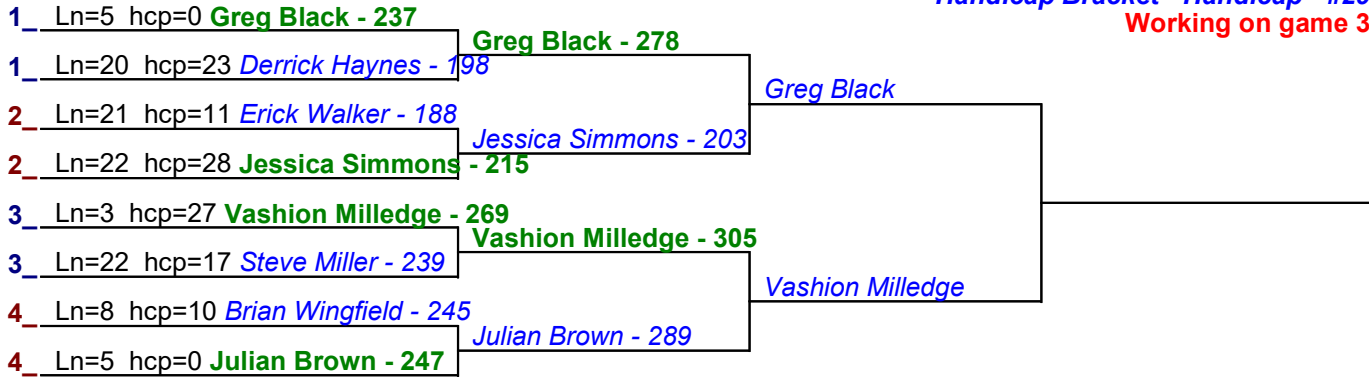 Handicap Bracket - Handicap - #29
Working on game 3
1_ Ln=5 hcp=0 Greg Black - 237
Greg Black - 278
1_ Ln=20 hcp=23 Derrick Haynes - 198
Greg Black
2_ Ln=21 hcp=11 Erick Walker - 188
Jessica Simmons - 203
2_ Ln=22 hcp=28 Jessica Simmons - 215
3_ Ln=3 hcp=27 Vashion Milledge - 269
Vashion Milledge - 305
3_ Ln=22 hcp=17 Steve Miller - 239
Vashion Milledge
4_ Ln=8 hcp=10 Brian Wingfield - 245
Julian Brown - 289
4_ Ln=5 hcp=0 Julian Brown - 247